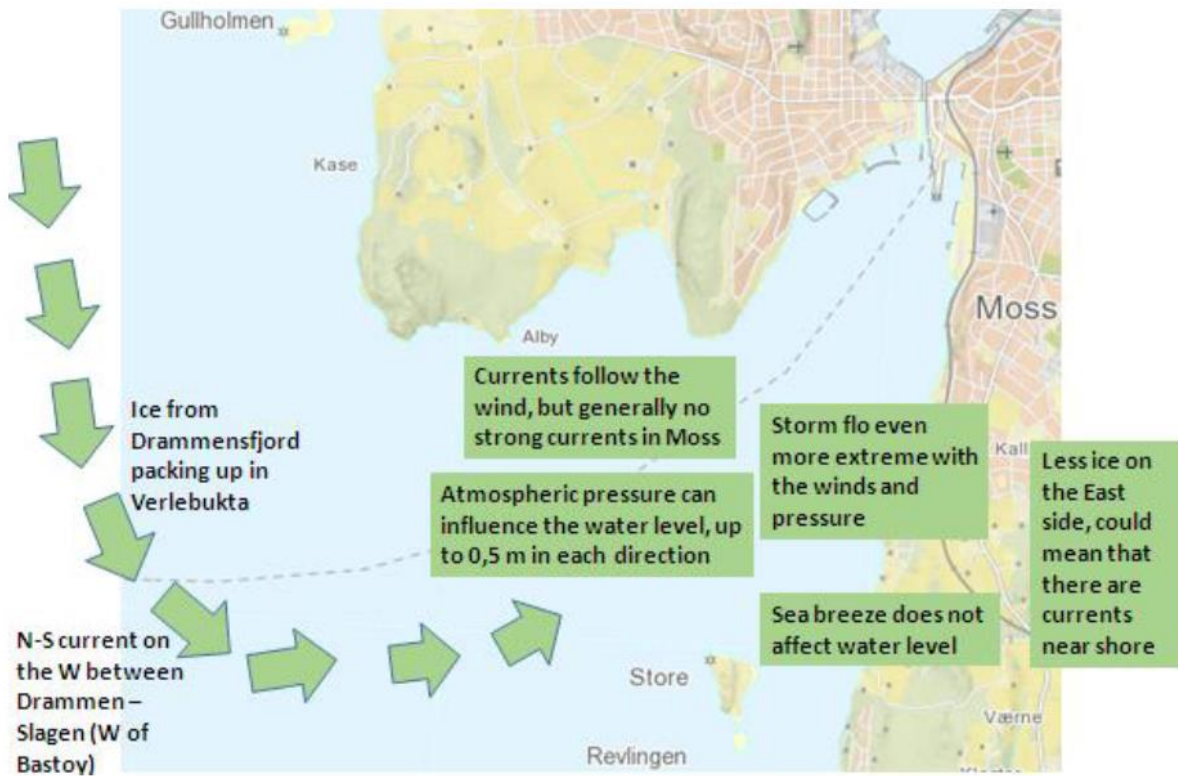 Gullholmen
Kase
Moss
Alby
Currents follow the
wind, but generally no
strong currents in Moss
Ice from
Drammensfjord
packing up in
Verlebukta
Storm flo even
more extreme with
the winds and
pressure
Kall
Less ice on
the East
side, could
mean that
there are
currents
near shore
Atmospheric pressure can
influence the water level, up
to 0,5 m in each direction
Sea breeze does not
affect water level
N-S current on
the W between
Drammen –
Slagen (W of
Bastoy)
Store
Revlingen
Værne